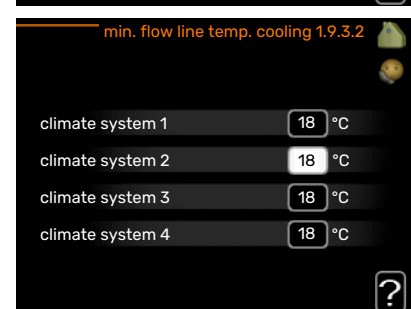 min. flow line temp. cooling 1.9.3.2
climate system 1 18 °C
climate system 2 18 °C
climate system 3 18 °C
climate system 4 18 °C
?